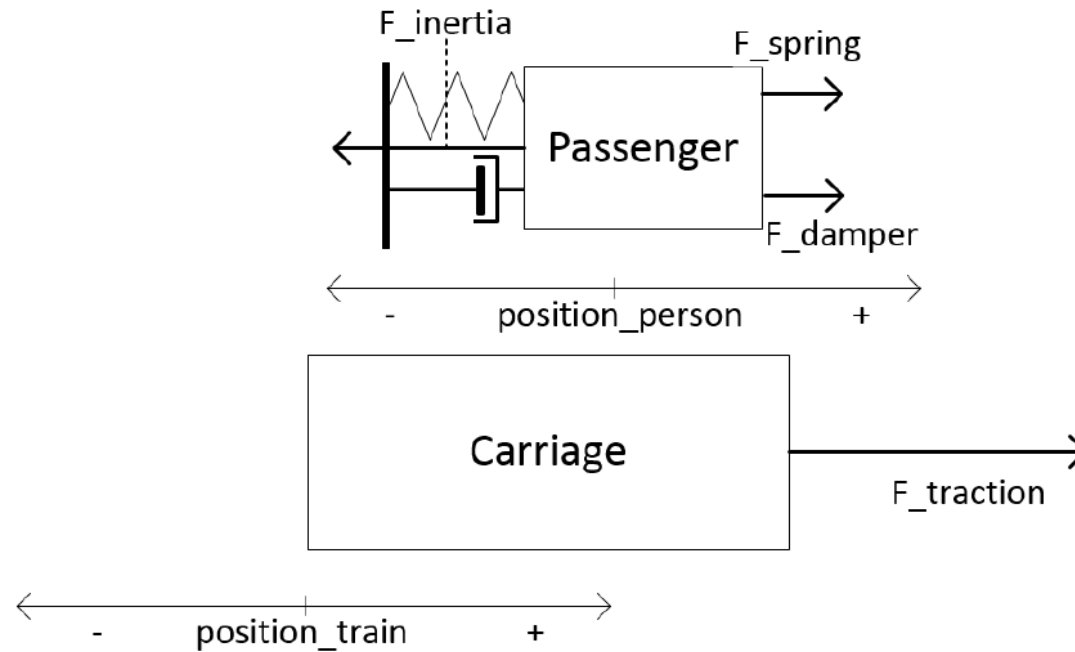 F_inertia
F_spring
Passenger
F_damper
- position_person +
Carriage
F_traction
- position_train +